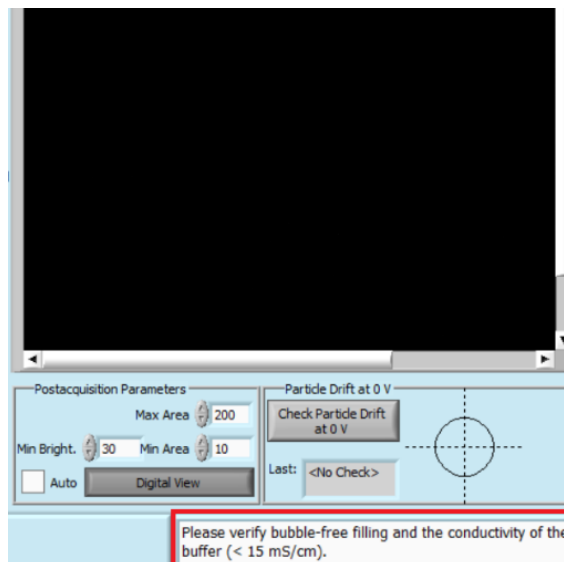 Postacquisition Parameters
Max Area 200
Min Bright. 30 Min Area 10
Auto Digital View
Particle Drift at 0 V
Check Particle Drift
at 0 V
Last: <No Check>
Please verify bubble-free filling and the conductivity of the
buffer (< 15 mS/cm).